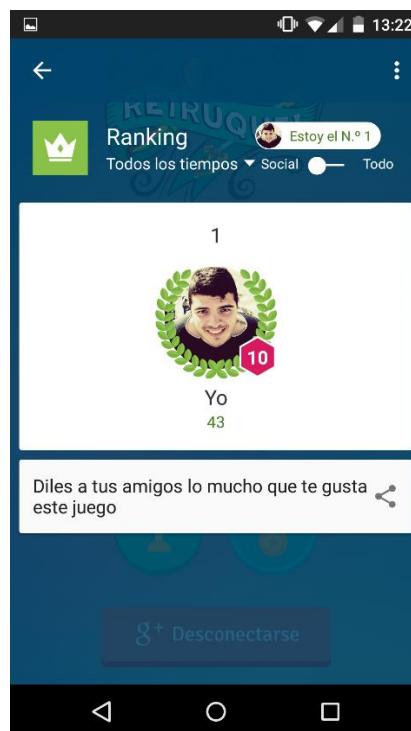 13:22
RETRUQUE!
Ranking
Estoy el N.º 1
Todos los tiempos
Social
Todo
1
10
Yo
43
Diles a tus amigos lo mucho que te gusta
este juego
g+ Desconectarse